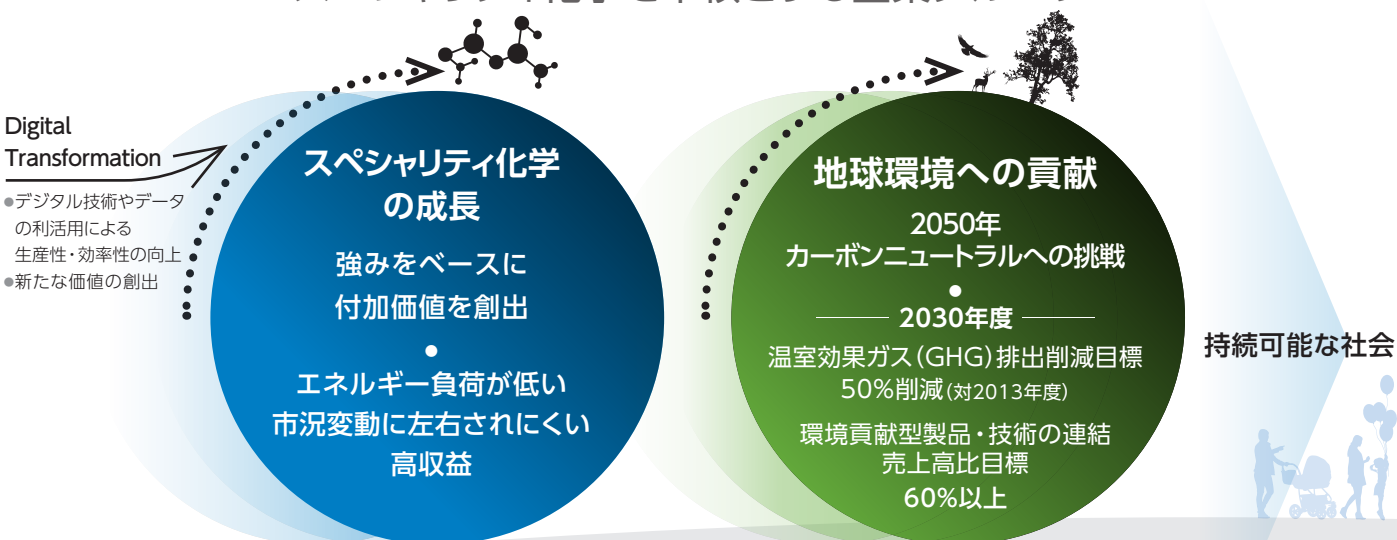 Digital
Transformation
●デジタル技術やデータ
の利活用による
生産性・効率性の向上
●新たな価値の創出
スペシャリティ化学
の成長
強みをベースに
付加価値を創出
●
エネルギー負荷が低い
市況変動に左右されにくい
高収益
地球環境への貢献
2050年
カーボンニュートラルへの挑戦
●
2030年度
温室効果ガス(GHG)排出削減目標
50%削減(対2013年度)
環境貢献型製品・技術の連結
売上高比目標
60%以上
持続可能な社会